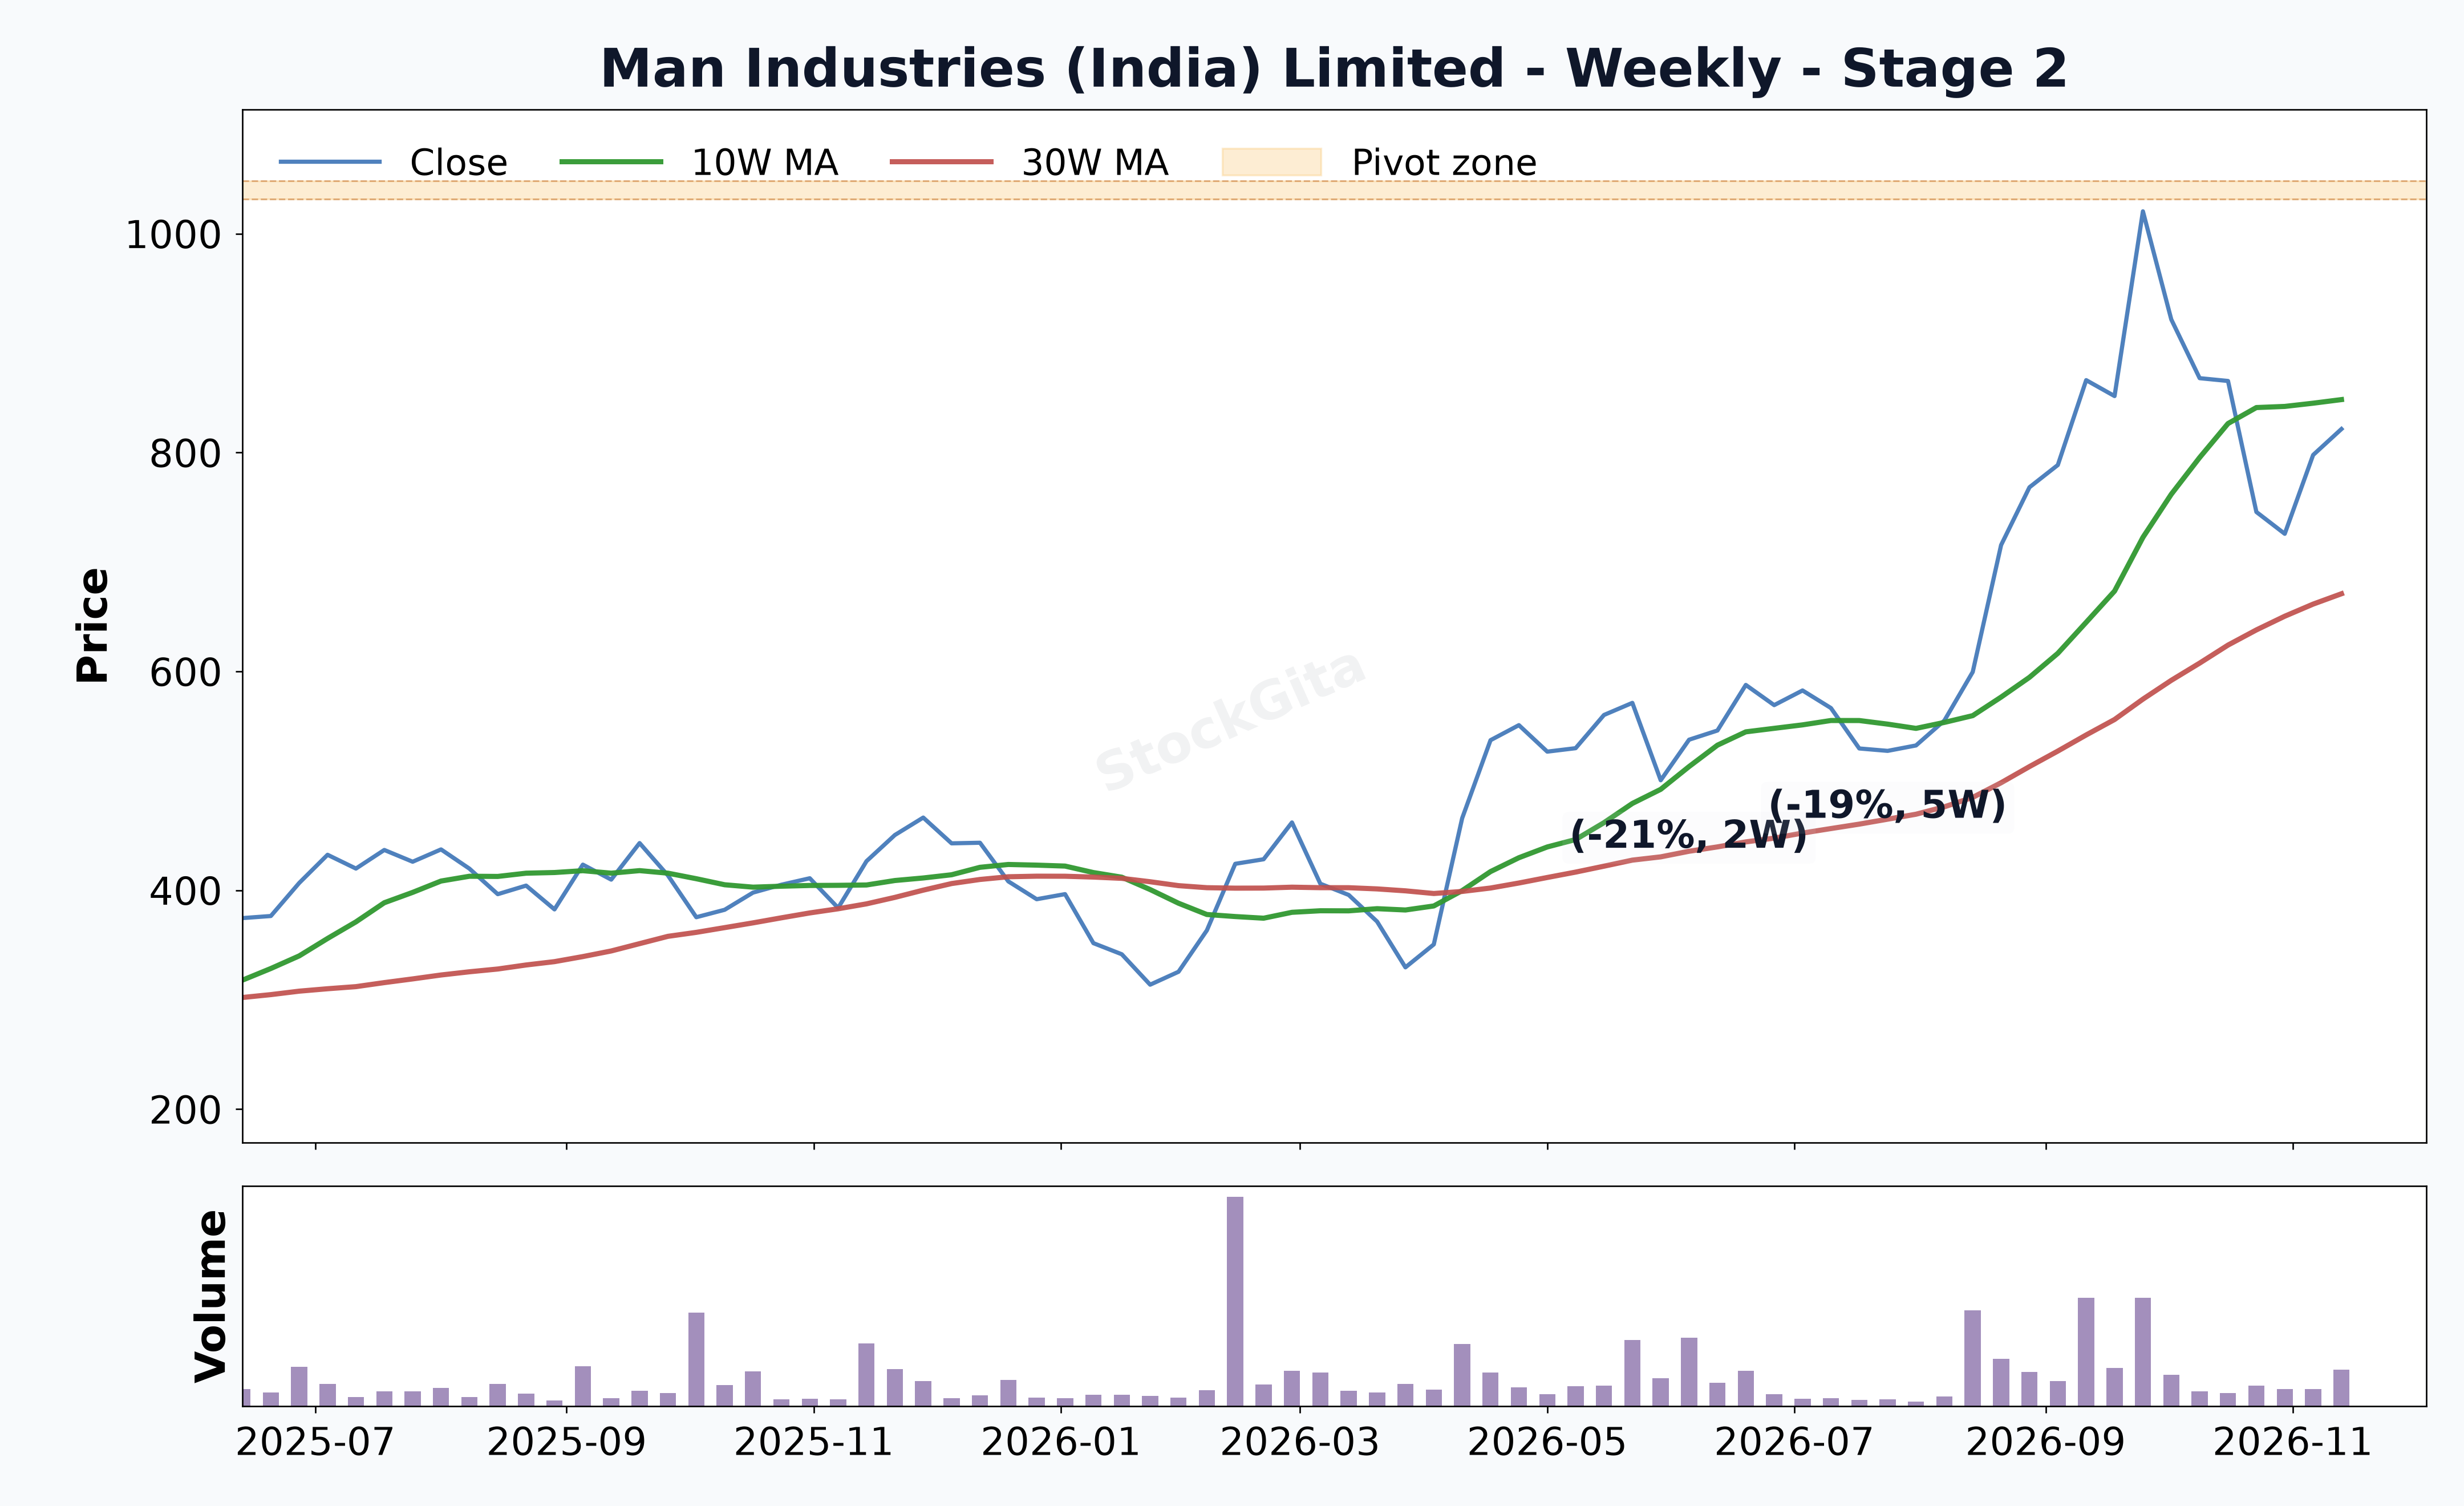 Man Industries (India) Limited - Weekly - Stage 2
Close 10W MA 30W MA Pivot zone
1000
800
600
400
200
Price
StockGita
(-21%, 2W)
(-19%, 5W)
Volume
2025-07 2025-09 2025-11 2026-01 2026-03 2026-05 2026-07 2026-09 2026-11